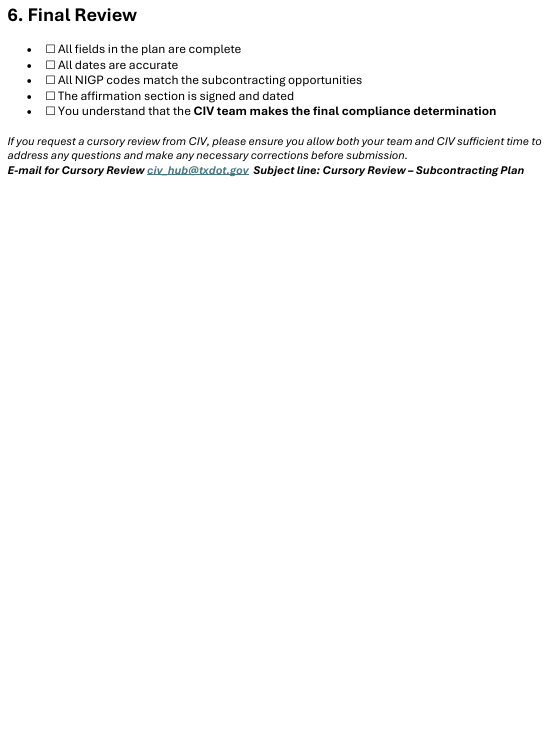 6. Final Review
• ☐ All fields in the plan are complete
• ☐ All dates are accurate
• ☐ All NIGP codes match the subcontracting opportunities
• ☐ The affirmation section is signed and dated
• ☐ You understand that the CIV team makes the final compliance determination
If you request a cursory review from CIV, please ensure you allow both your team and CIV sufficient time to
address any questions and make any necessary corrections before submission.
E-mail for Cursory Review civ_hub@txdot.gov Subject line: Cursory Review – Subcontracting Plan